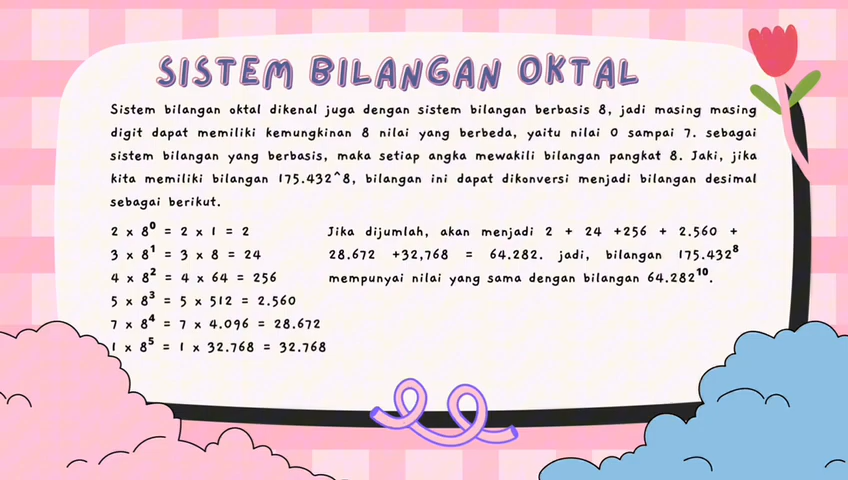 SISTEM BILANGAN OKTAL
Sistem bilangan oktal dikenal juga dengan sistem bilangan berbasis 8, jadi masing masing
digit dapat memiliki kemungkinan 8 nilai yang berbeda, yaitu nilai 0 sampai 7. sebagai
sistem bilangan yang berbasis, maka setiap angka mewakili bilangan pangkat 8. Jaki, jika
kita memiliki bilangan 175.432^8, bilangan ini dapat dikonversi menjadi bilangan desimal
sebagai berikut.
2 x 8⁰ = 2 x 1 = 2
3 x 8¹ = 3 x 8 = 24
4 x 8² = 4 x 64 = 256
5 x 8³ = 5 x 512 = 2.560
7 x 8⁴ = 7 x 4.096 = 28.672
1 x 8⁵ = 1 x 32.768 = 32.768
Jika dijumlah, akan menjadi 2 + 24 +256 + 2.560 +
28.672 +32,768 = 64.282. jadi, bilangan 175.432⁸
mempunyai nilai yang sama dengan bilangan 64.282¹⁰.